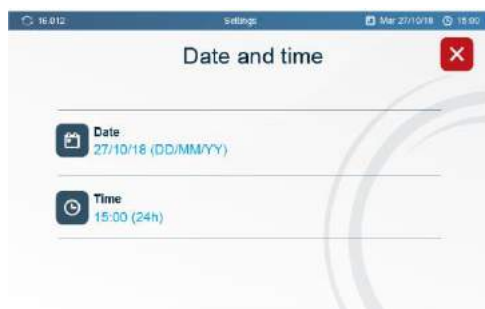 16.012 Settings Mar 27/10/18 15:00
Date and time
Date
27/10/18 (DD/MM/YY)
Time
15:00 (24h)